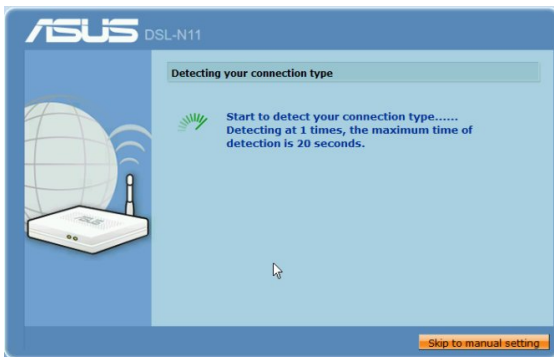 ASUS DSL-N11
Detecting your connection type
Start to detect your connection type......
Detecting at 1 times, the maximum time of
detection is 20 seconds.
ASUS
Skip to manual setting